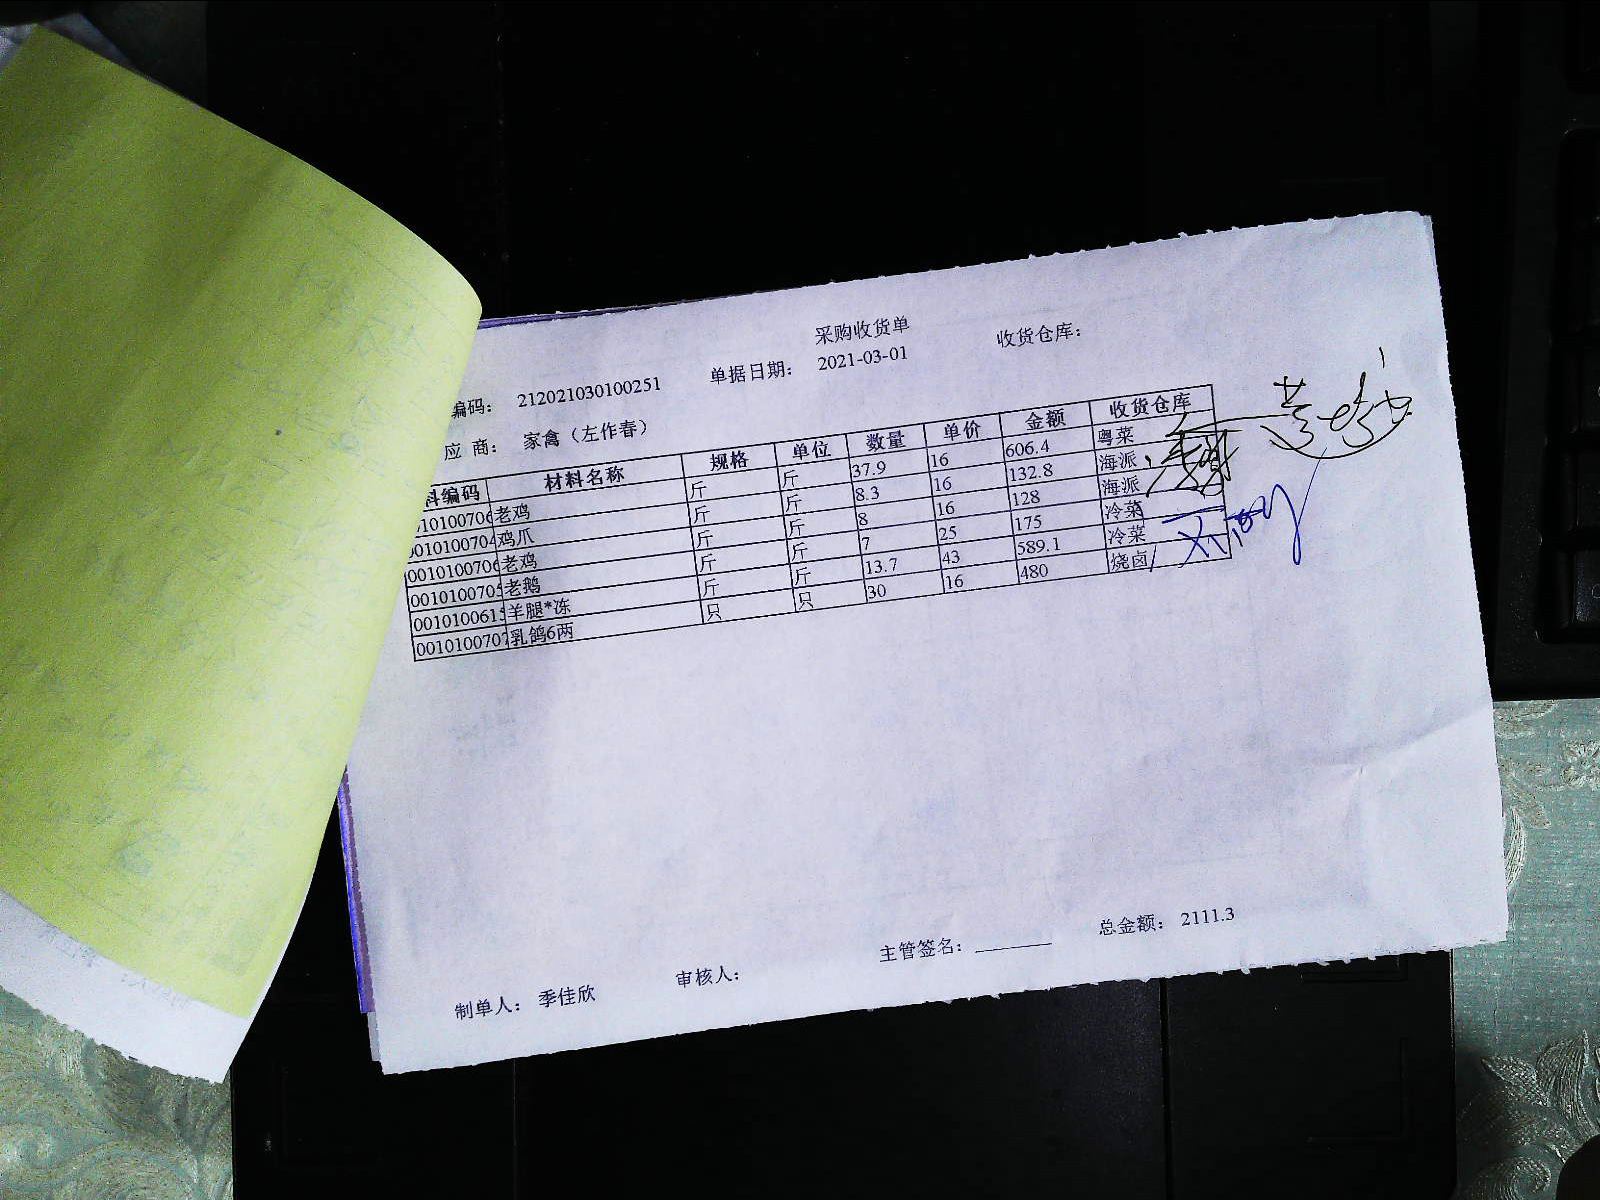 采购收货单
编码： 212021030100251 单据日期： 2021-03-01 收货仓库：
应 商： 家禽（左作春）
料编码 材料名称 规格 单位 数量 单价 金额 收货仓库
0101007 老鸡 斤 斤 37.9 16 606.4 粤菜
0101007 鸡爪 斤 斤 8.3 16 132.8 海派
00101007 老鸡 斤 斤 8 16 128 海派
00101007 老鹅 斤 斤 7 25 175 冷菜
0010100615 羊腿*冻 斤 斤 13.7 43 589.1 冷菜
0010100707 乳鸽6两 只 只 30 16 480 烧卤
总金额： 2111.3
制单人： 季佳欣 审核人： 主管签名：